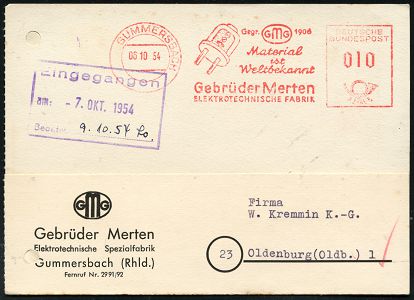 GUMMERSBACH
06.10 54
Gegr. GMG 1906
Material
ist
Weltbekannt
Gebrüder Merten
ELEKTROTECHNISCHE FABRIK
DEUTSCHE
BUNDESPOST
010
Eingegangen
am: - 7. OKT. 1954
9.10.54
GMG
Gebrüder Merten
Elektrotechnische Spezialfabrik
Gummersbach (Rhld.)
Fernruf Nr. 2991/92
Firma
W. Kremmin K.-G.
23
Oldenburg(Oldb.) 1